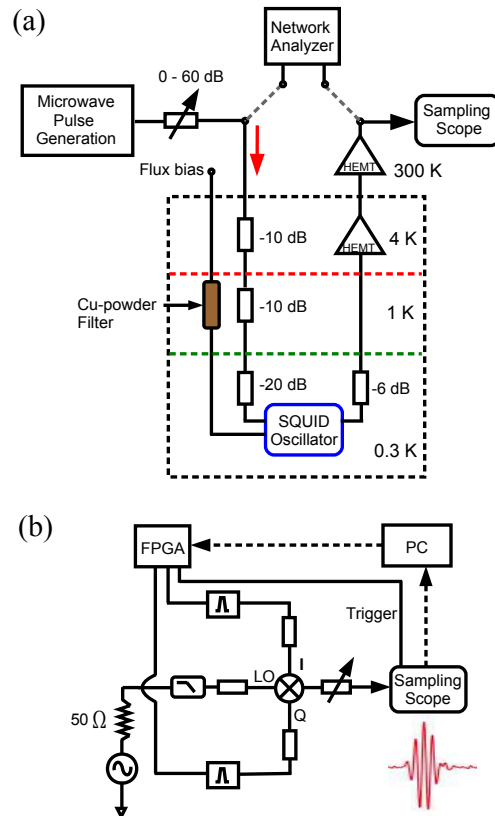 (a)
Network
Analyzer
0 - 60 dB
Microwave
Pulse
Generation
Sampling
Scope
Flux bias
HEMT
300 K
-10 dB
HEMT
4 K
Cu-powder
Filter
-10 dB
1 K
-20 dB
-6 dB
SQUID
Oscillator
0.3 K
(b)
FPGA
PC
Trigger
I
LO
Q
Sampling
Scope
50 Ω